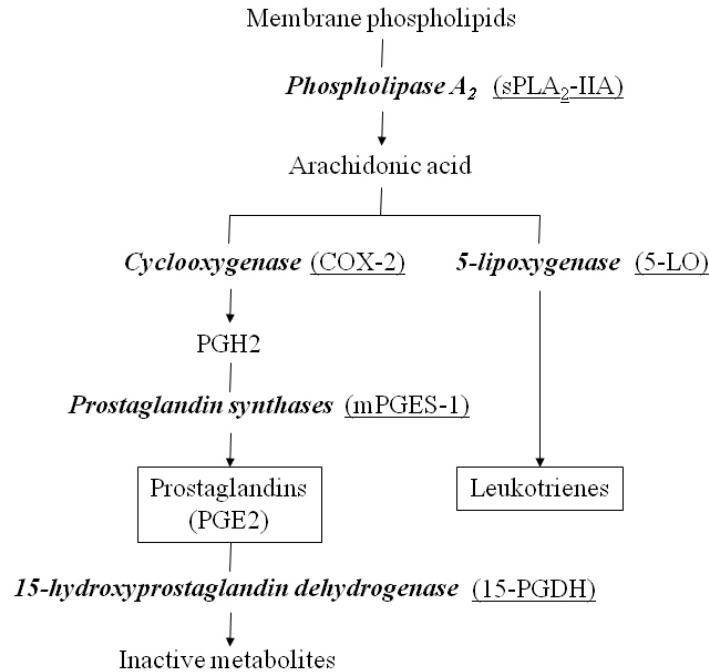 Membrane phospholipids
Phospholipase A2 (sPLA2-IIA)
Arachidonic acid
Cyclooxygenase (COX-2)
5-lipoxygenase (5-LO)
PGH2
Prostaglandin synthases (mPGES-1)
Prostaglandins
(PGE2)
Leukotrienes
15-hydroxyprostaglandin dehydrogenase (15-PGDH)
Inactive metabolites